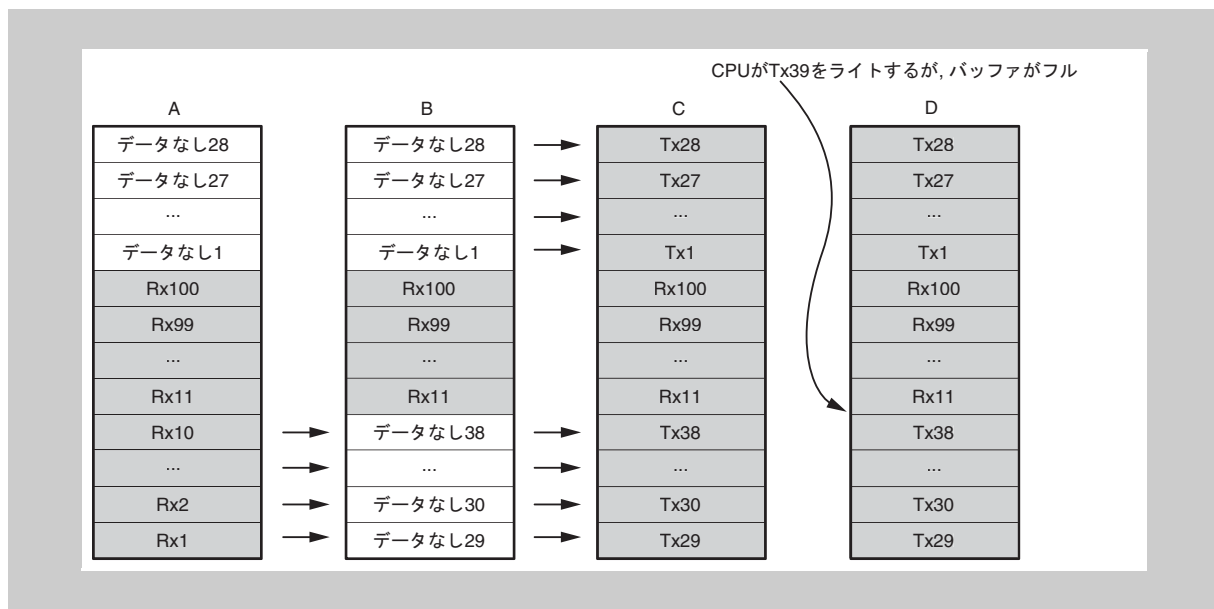 CPUがTx39をライトするが, バッファがフル
A B C D
データなし28 データなし28 Tx28 Tx28
データなし27 データなし27 Tx27 Tx27
... ... ... ...
データなし1 データなし1 Tx1 Tx1
Rx100 Rx100 Rx100 Rx100
Rx99 Rx99 Rx99 Rx99
... ... ... ...
Rx11 Rx11 Rx11 Rx11
Rx10 データなし38 Tx38 Tx38
... ... ... ...
Rx2 データなし30 Tx30 Tx30
Rx1 データなし29 Tx29 Tx29